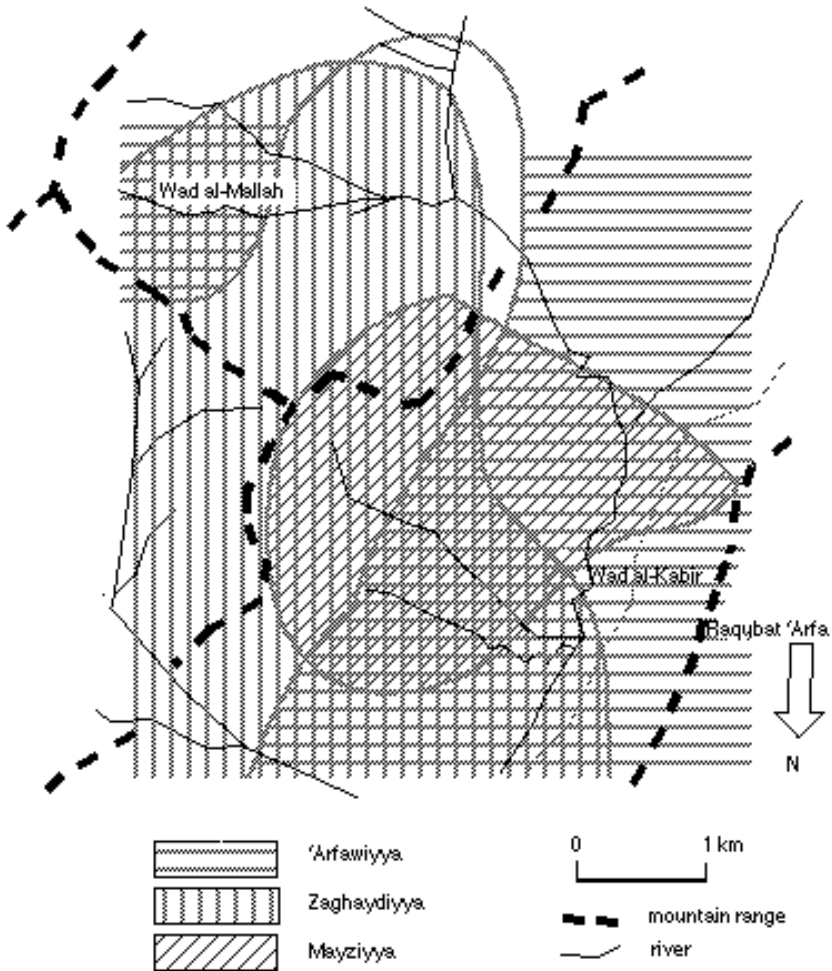 Wad al-Mallah
Wad al-Kabir
Raqybat ‘Arfa
N
‘Arfawiyya
Zaghaydiyya
Mayziyya
0 1 km
mountain range
river